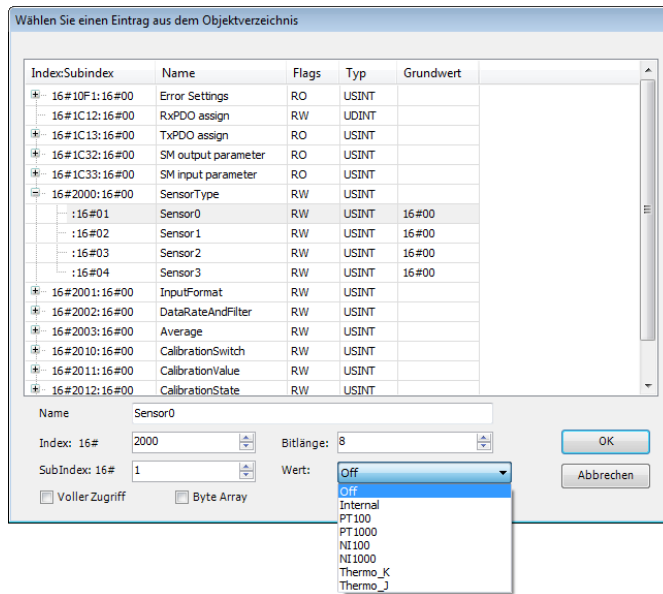 Wählen Sie einen Eintrag aus dem Objektverzeichnis
Index:Subindex Name Flags Typ Grundwert
16#10F1:16#00 Error Settings RO USINT
16#1C12:16#00 RxPDO assign RW UDINT
16#1C13:16#00 TxPDO assign RO USINT
16#1C32:16#00 SM output parameter RO USINT
16#1C33:16#00 SM input parameter RO USINT
16#2000:16#00 SensorType RW USINT
:16#01 Sensor0 RW USINT 16#00
:16#02 Sensor1 RW USINT 16#00
:16#03 Sensor2 RW USINT 16#00
:16#04 Sensor3 RW USINT 16#00
16#2001:16#00 InputFormat RW USINT
16#2002:16#00 DataRateAndFilter RW USINT
16#2003:16#00 Average RW USINT
16#2010:16#00 CalibrationSwitch RW USINT
16#2011:16#00 CalibrationValue RW USINT
16#2012:16#00 CalibrationState RW USINT
Name Sensor0
Index: 16# 2000 Bitlänge: 8 OK
SubIndex: 16# 1 Wert: Off Abbrechen
Voller Zugriff Byte Array
Off
Internal
PT100
PT1000
NI100
NI1000
Thermo_K
Thermo_J